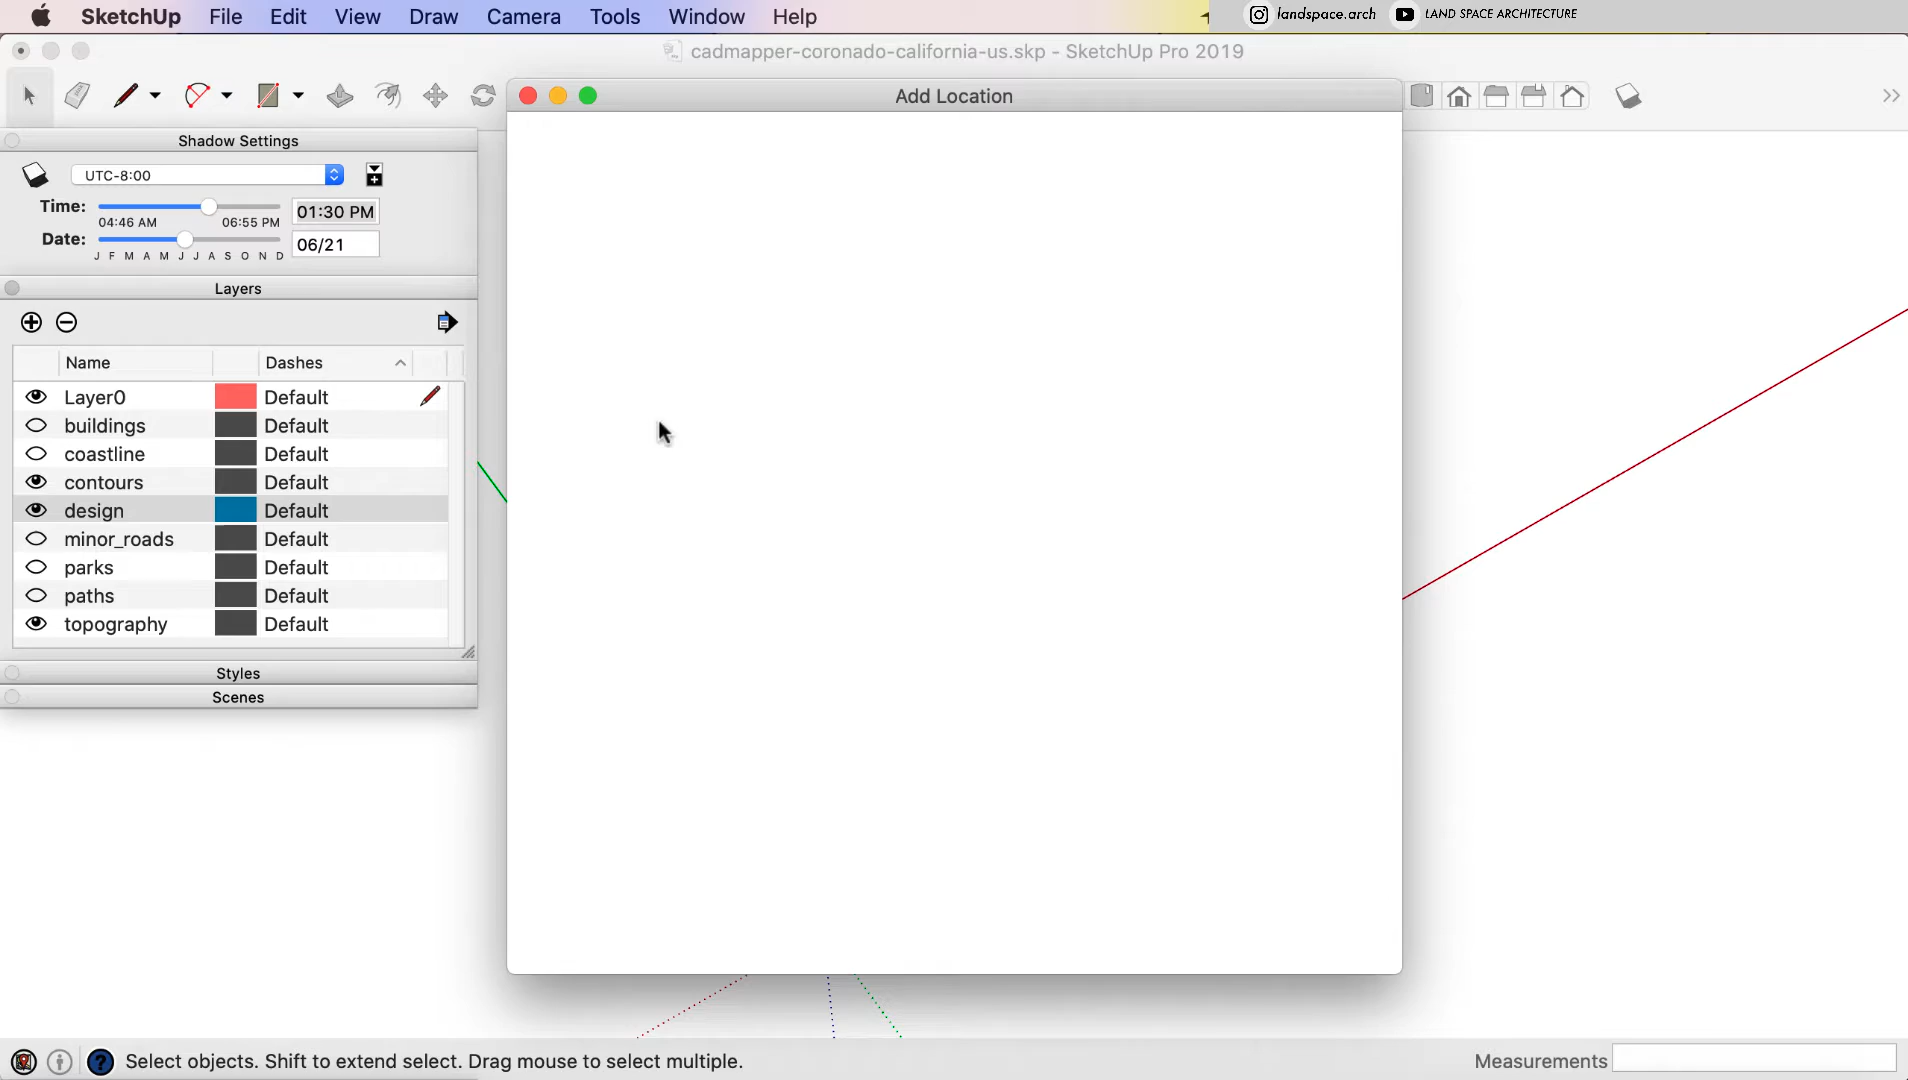 SketchUp File Edit View Draw Camera Tools Window Help
landspace.arch LAND SPACE ARCHITECTURE
cadmapper-coronado-california-us.skp - SketchUp Pro 2019
Add Location
Shadow Settings
UTC-8:00
Time: 01:30 PM
04:46 AM 06:55 PM
Date: 06/21
J F M A M J J A S O N D
Layers
Name Dashes
Layer0 Default
buildings Default
coastline Default
contours Default
design Default
minor_roads Default
parks Default
paths Default
topography Default
Styles
Scenes
Select objects. Shift to extend select. Drag mouse to select multiple.
Measurements